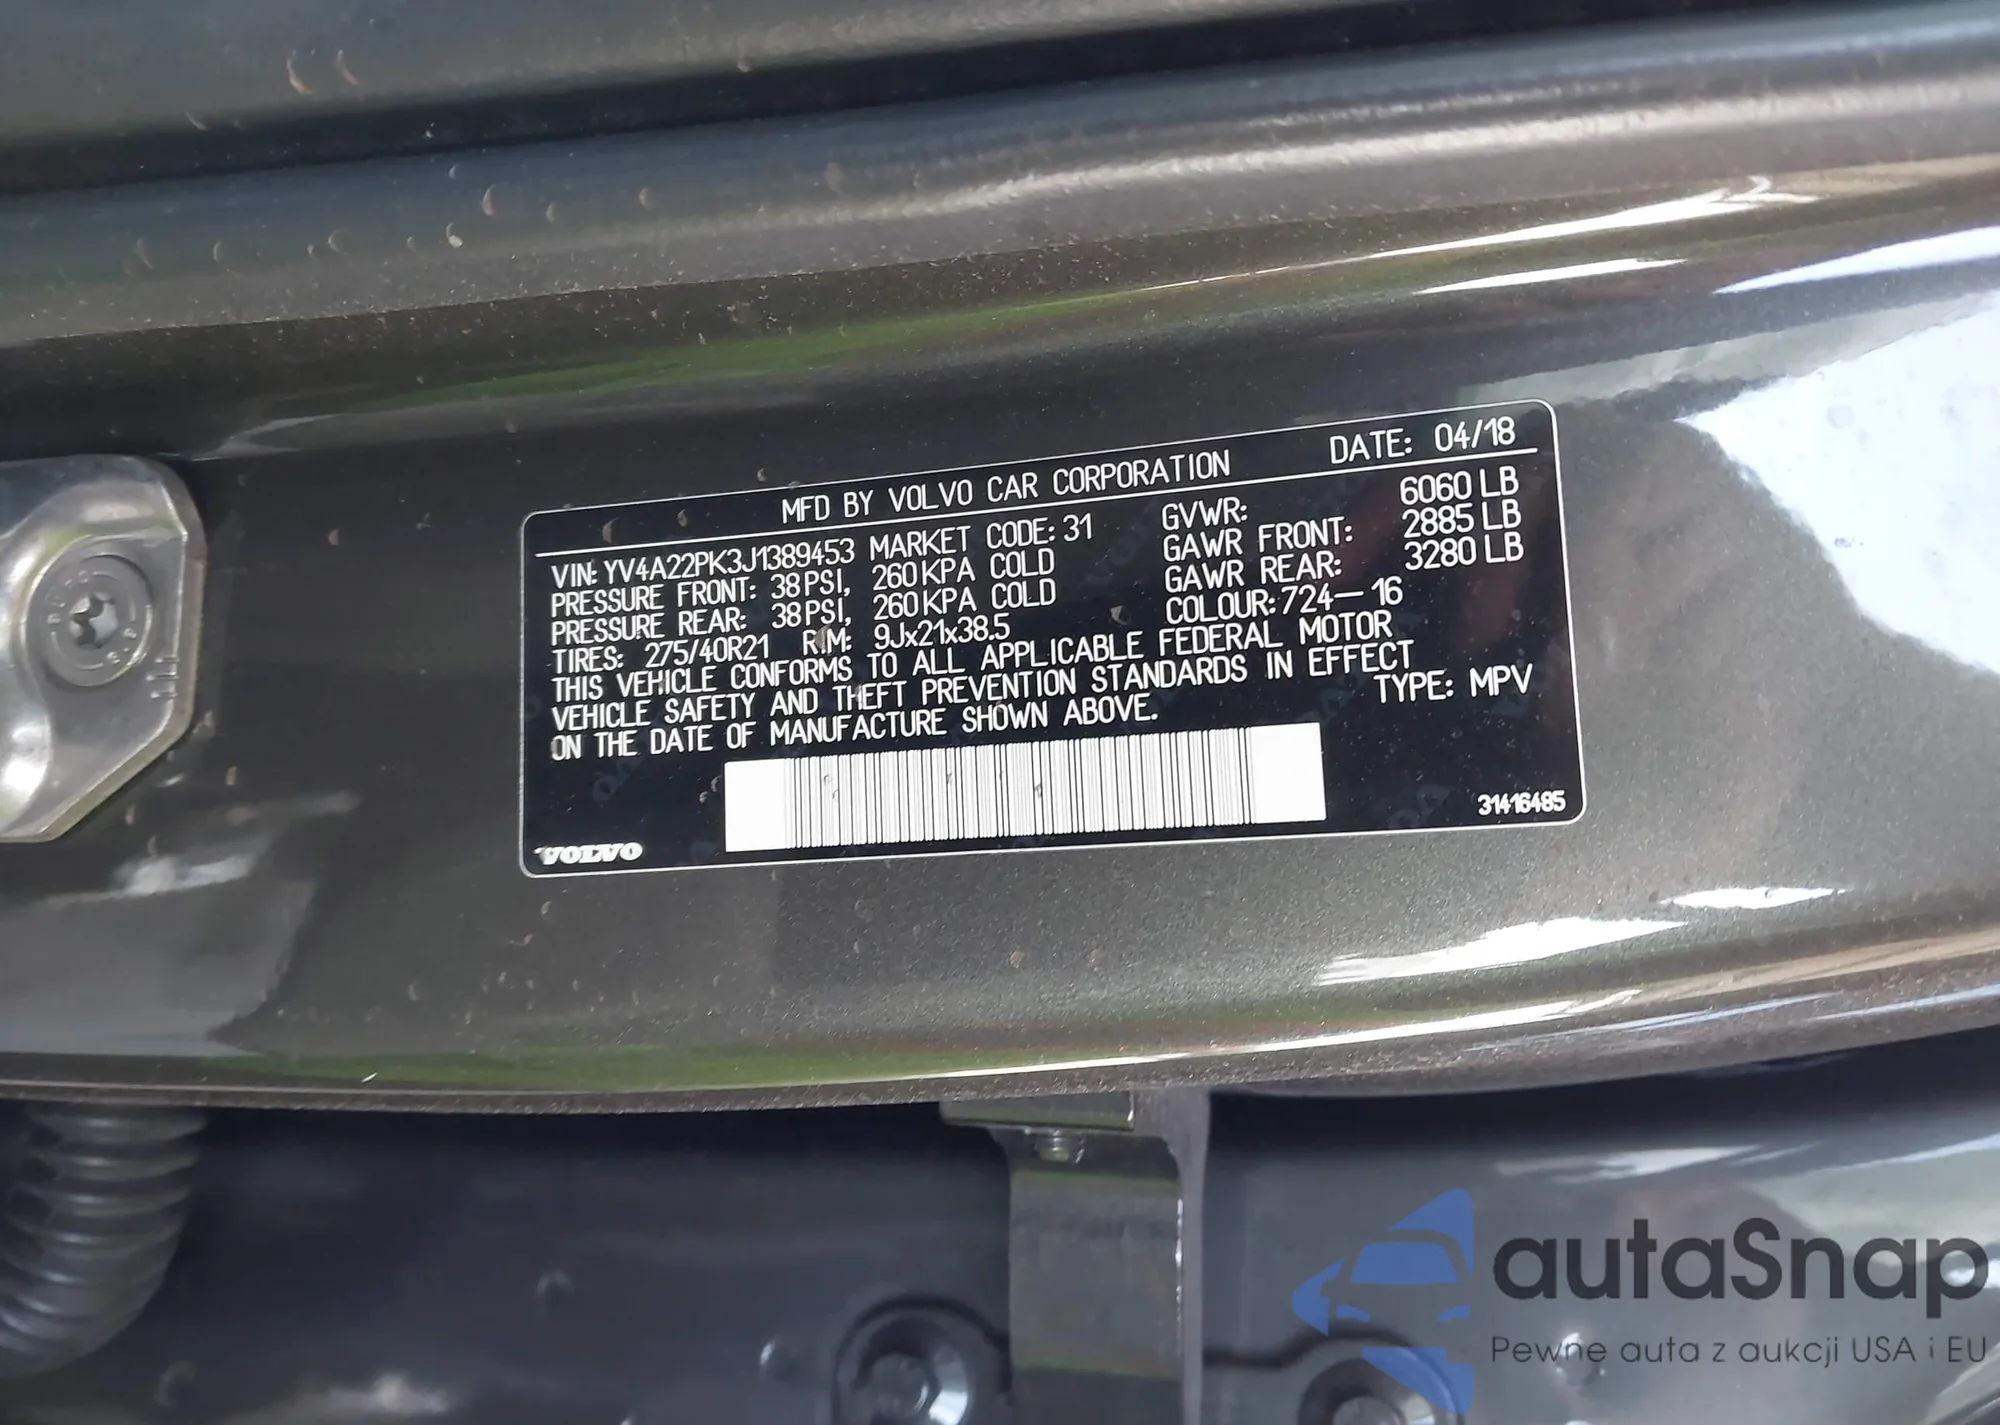 MFD BY VOLVO CAR CORPORATION DATE: 04/18
VIN: YV4A22PK3J1389453 MARKET CODE: 31 GVWR: 6060 LB
PRESSURE FRONT: 38 PSI, 260 KPA COLD GAWR FRONT: 2885 LB
PRESSURE REAR: 38 PSI, 260 KPA COLD GAWR REAR: 3280 LB
TIRES: 275/40R21 RIM: 9Jx21x38.5 COLOUR: 724-16
THIS VEHICLE CONFORMS TO ALL APPLICABLE FEDERAL MOTOR
VEHICLE SAFETY AND THEFT PREVENTION STANDARDS IN EFFECT
ON THE DATE OF MANUFACTURE SHOWN ABOVE. TYPE: MPV
31416485
VOLVO
autaSnap
Pewne auta z aukcji USA i EU